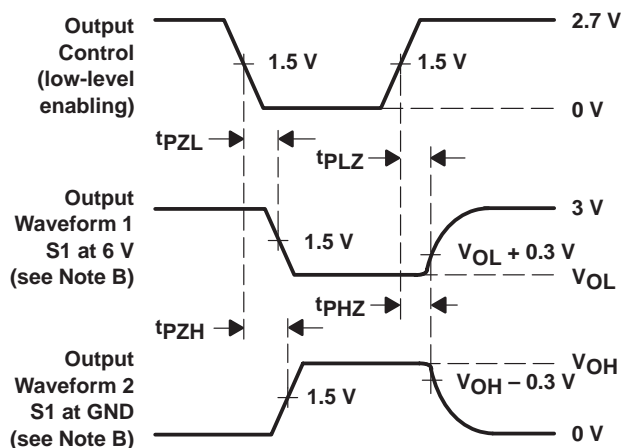 Output
Control
(low-level
enabling)
2.7 V
1.5 V
1.5 V
0 V
tPZL
tPLZ
Output
Waveform 1
S1 at 6 V
(see Note B)
3 V
1.5 V
VOL + 0.3 V
VOL
tPHZ
tPZH
Output
Waveform 2
S1 at GND
(see Note B)
VOH
VOH – 0.3 V
1.5 V
0 V